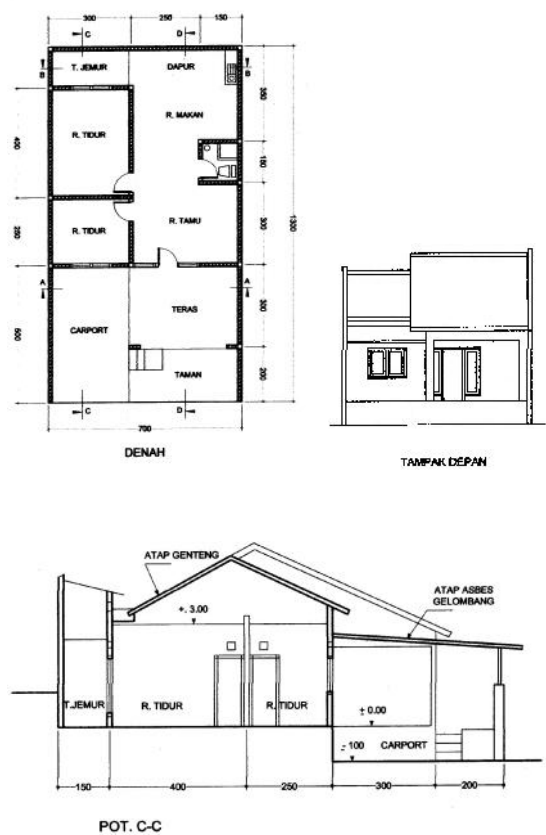 300 250 150
C D
T. JEMUR DAPUR
B B
R. MAKAN
350
400
R. TIDUR
150
1300
R. TIDUR R. TAMU
250 300
A A
TERAS
CARPORT
300
TAMAN
200
C D
700
DENAH
TAMPAK DEPAN
ATAP GENTENG
ATAP ASBES
GELOMBANG
+. 3.00
T.JEMUR R. TIDUR R. TIDUR
± 0.00
CARPORT
150 400 250 300 200
POT. C-C